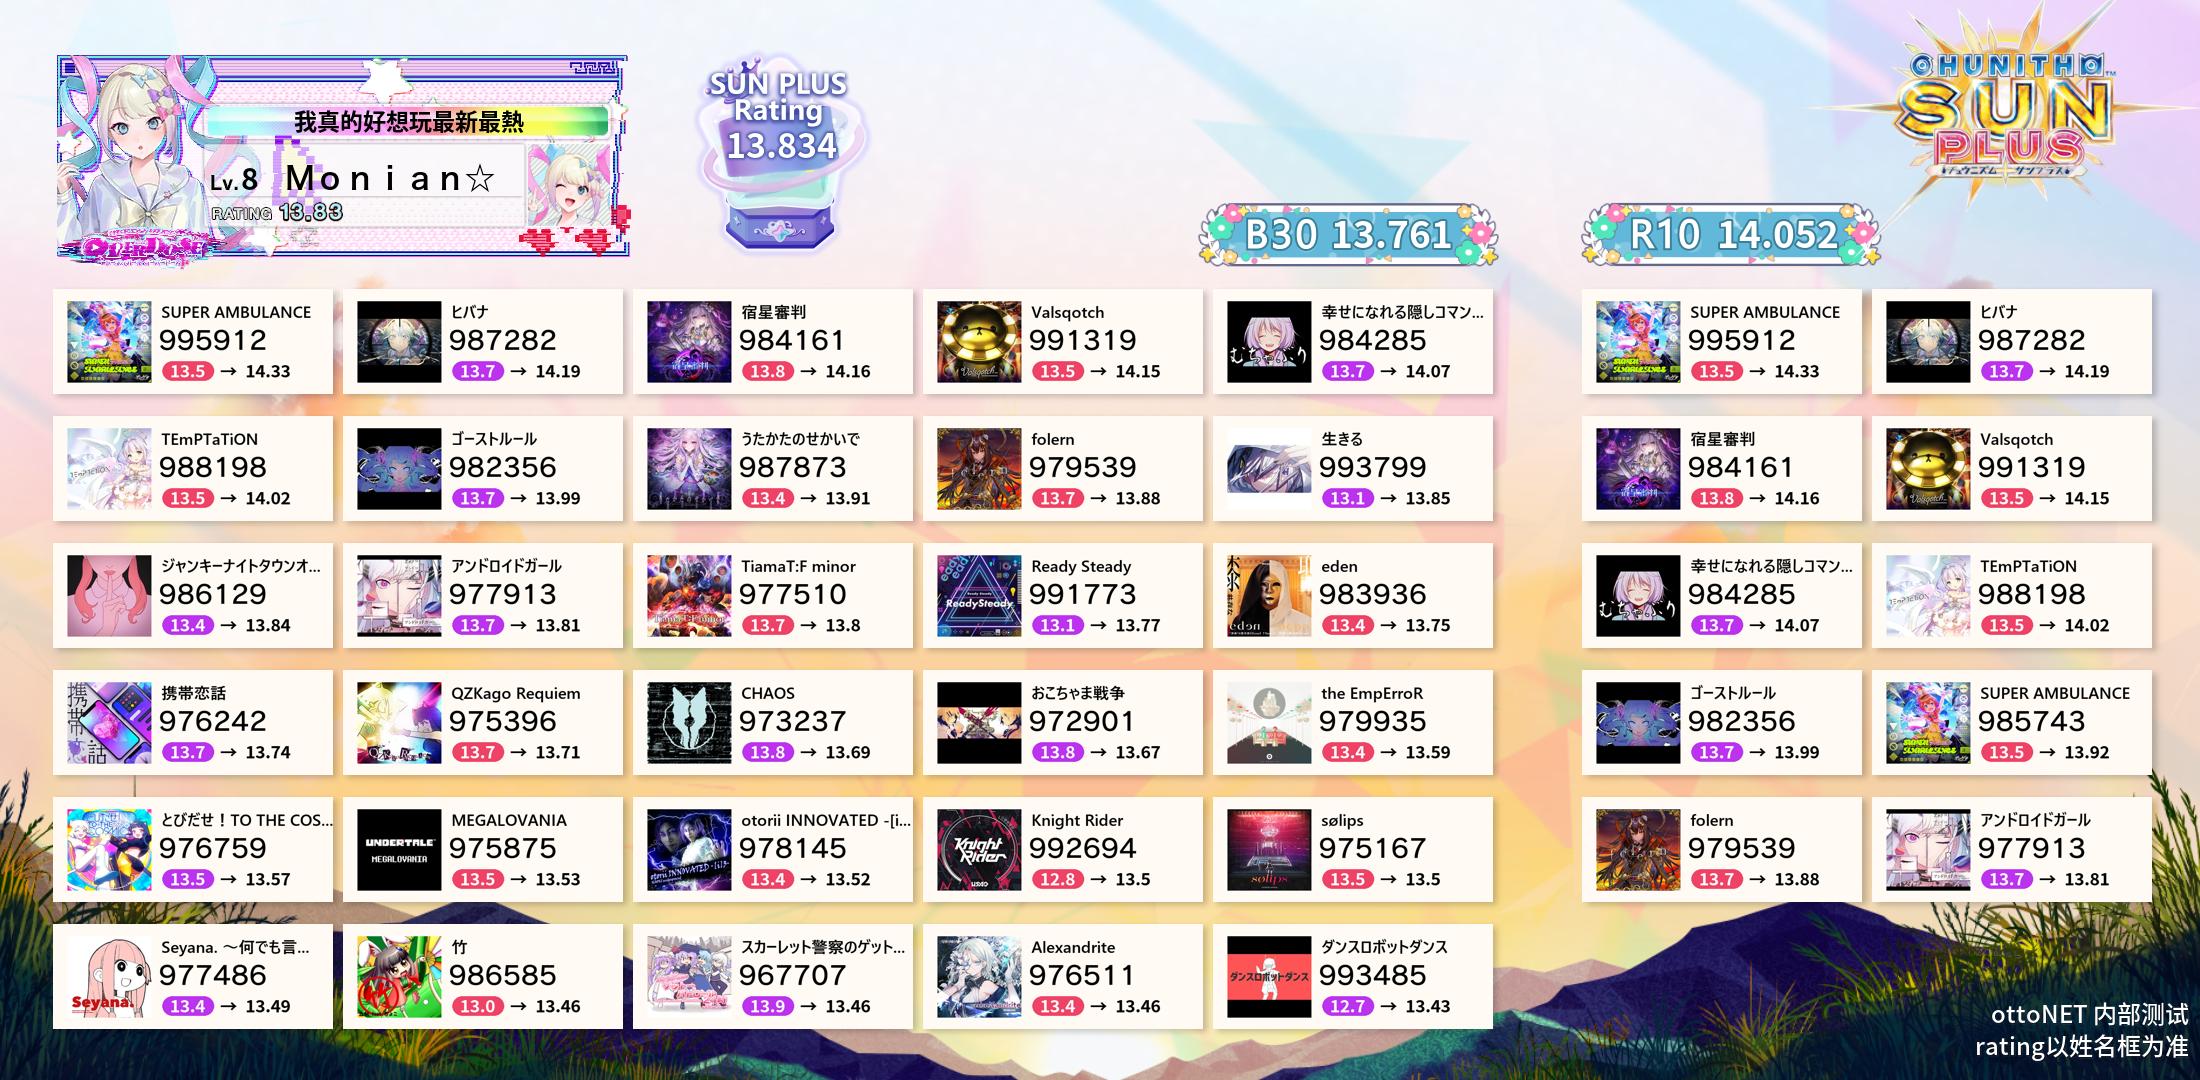 我真的好想玩最新最熱
Lv.8 Monian☆
RATING 13.83
OVERDOSE
SUN PLUS
Rating
13.834
CHUNITHM
SUN
PLUS
チュウニズム サンプラス
B30 13.761
R10 14.052
SUPER AMBULANCE
995912
13.5 → 14.33
ヒバナ
987282
13.7 → 14.19
宿星審判
984161
13.8 → 14.16
Valsqotch
991319
13.5 → 14.15
幸せになれる隠しコマン...
984285
13.7 → 14.07
TEmPTaTiON
988198
13.5 → 14.02
ゴーストルール
982356
13.7 → 13.99
うたかたのせかいで
987873
13.4 → 13.91
folern
979539
13.7 → 13.88
生きる
993799
13.1 → 13.85
ジャンキーナイトタウンオ...
986129
13.4 → 13.84
アンドロイドガール
977913
13.7 → 13.81
TiamaT:F minor
977510
13.7 → 13.8
Ready Steady
991773
13.1 → 13.77
eden
983936
13.4 → 13.75
携帯恋話
976242
13.7 → 13.74
QZKago Requiem
975396
13.7 → 13.71
CHAOS
973237
13.8 → 13.69
おこちゃま戦争
972901
13.8 → 13.67
the EmpErroR
979935
13.4 → 13.59
とびだせ！TO THE COS...
976759
13.5 → 13.57
MEGALOVANIA
975875
13.5 → 13.53
otorii INNOVATED -[i...
978145
13.4 → 13.52
Knight Rider
992694
12.8 → 13.5
sølips
975167
13.5 → 13.5
Seyana. ～何でも言...
977486
13.4 → 13.49
竹
986585
13.0 → 13.46
スカーレット警察のゲット...
967707
13.9 → 13.46
Alexandrite
976511
13.4 → 13.46
ダンスロボットダンス
993485
12.7 → 13.43
SUPER AMBULANCE
995912
13.5 → 14.33
ヒバナ
987282
13.7 → 14.19
宿星審判
984161
13.8 → 14.16
Valsqotch
991319
13.5 → 14.15
幸せになれる隠しコマン...
984285
13.7 → 14.07
TEmPTaTiON
988198
13.5 → 14.02
ゴーストルール
982356
13.7 → 13.99
SUPER AMBULANCE
985743
13.5 → 13.92
folern
979539
13.7 → 13.88
アンドロイドガール
977913
13.7 → 13.81
ottoNET 内部测试
rating以姓名框为准